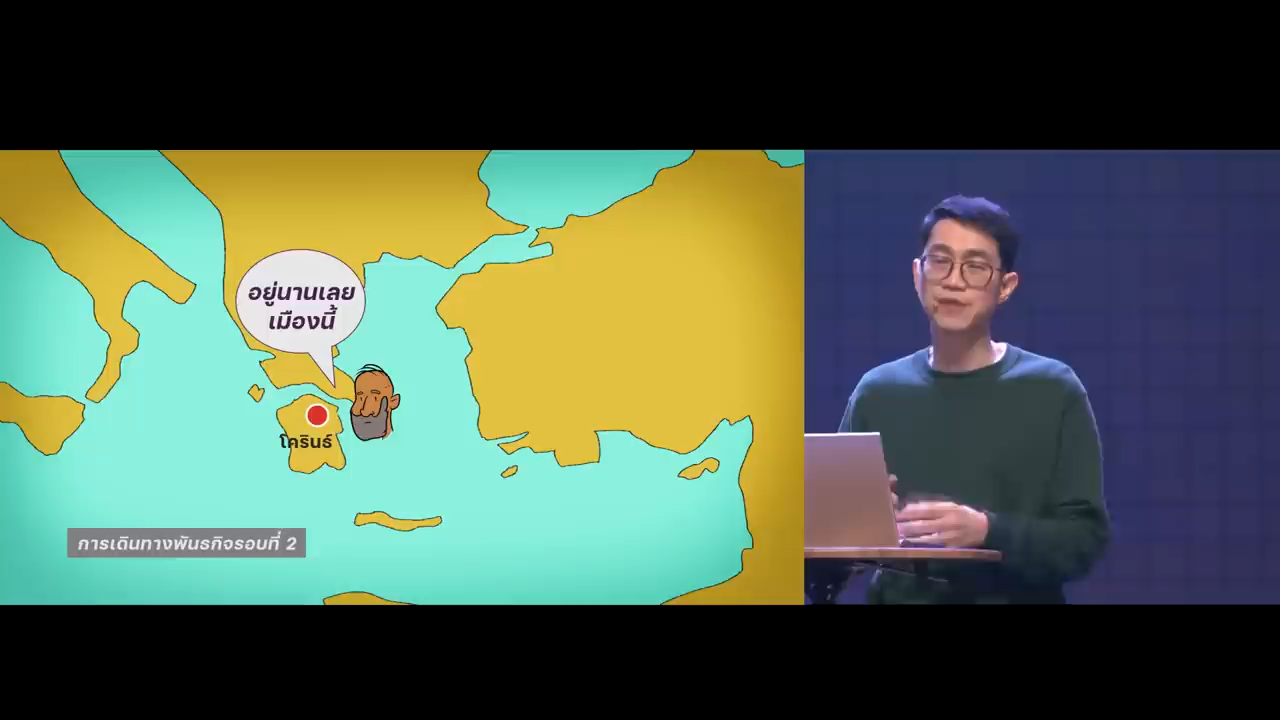 อยู่นานเลย
เมืองนี้
โครินธ์
การเดินทางพันธกิจรอบที่ 2